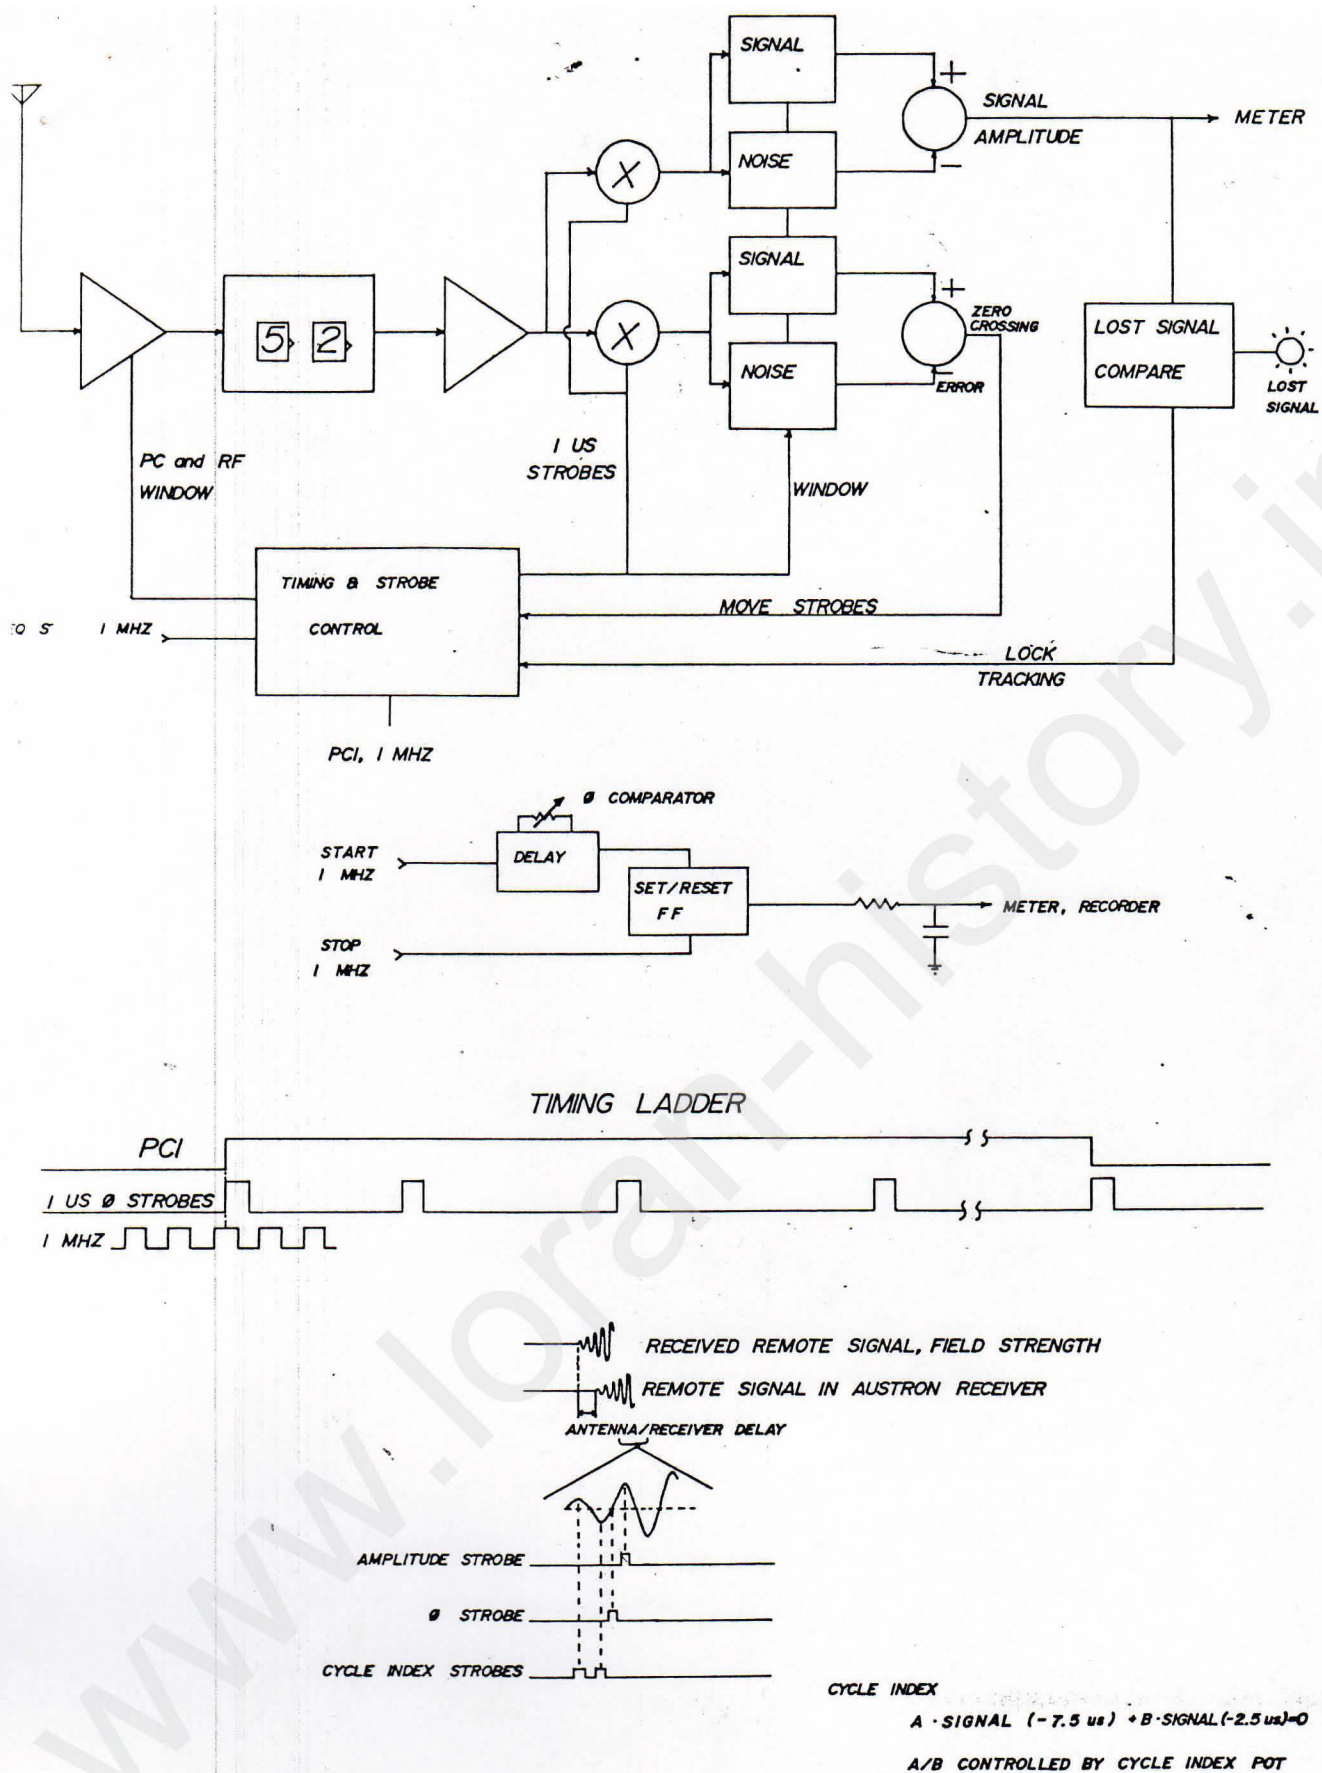 SIGNAL
NOISE
SIGNAL
NOISE
+
-
SIGNAL
AMPLITUDE
METER
+
-
ZERO
CROSSING
ERROR
LOST SIGNAL
COMPARE
LOST
SIGNAL
X
X
5 2
PC and RF
WINDOW
1 US
STROBES
WINDOW
TIMING & STROBE
CONTROL
MOVE STROBES
1 MHZ
LOCK
TRACKING
PCI, 1 MHZ
Ø COMPARATOR
START
1 MHZ
DELAY
SET/RESET
FF
METER, RECORDER
STOP
1 MHZ
TIMING LADDER
PCI
1 US Ø STROBES
1 MHZ
RECEIVED REMOTE SIGNAL, FIELD STRENGTH
REMOTE SIGNAL IN AUSTRON RECEIVER
ANTENNA/RECEIVER DELAY
AMPLITUDE STROBE
Ø STROBE
CYCLE INDEX STROBES
CYCLE INDEX
A · SIGNAL (-7.5 us) + B·SIGNAL(-2.5 us)=0
A/B CONTROLLED BY CYCLE INDEX POT
www.loran-history.in